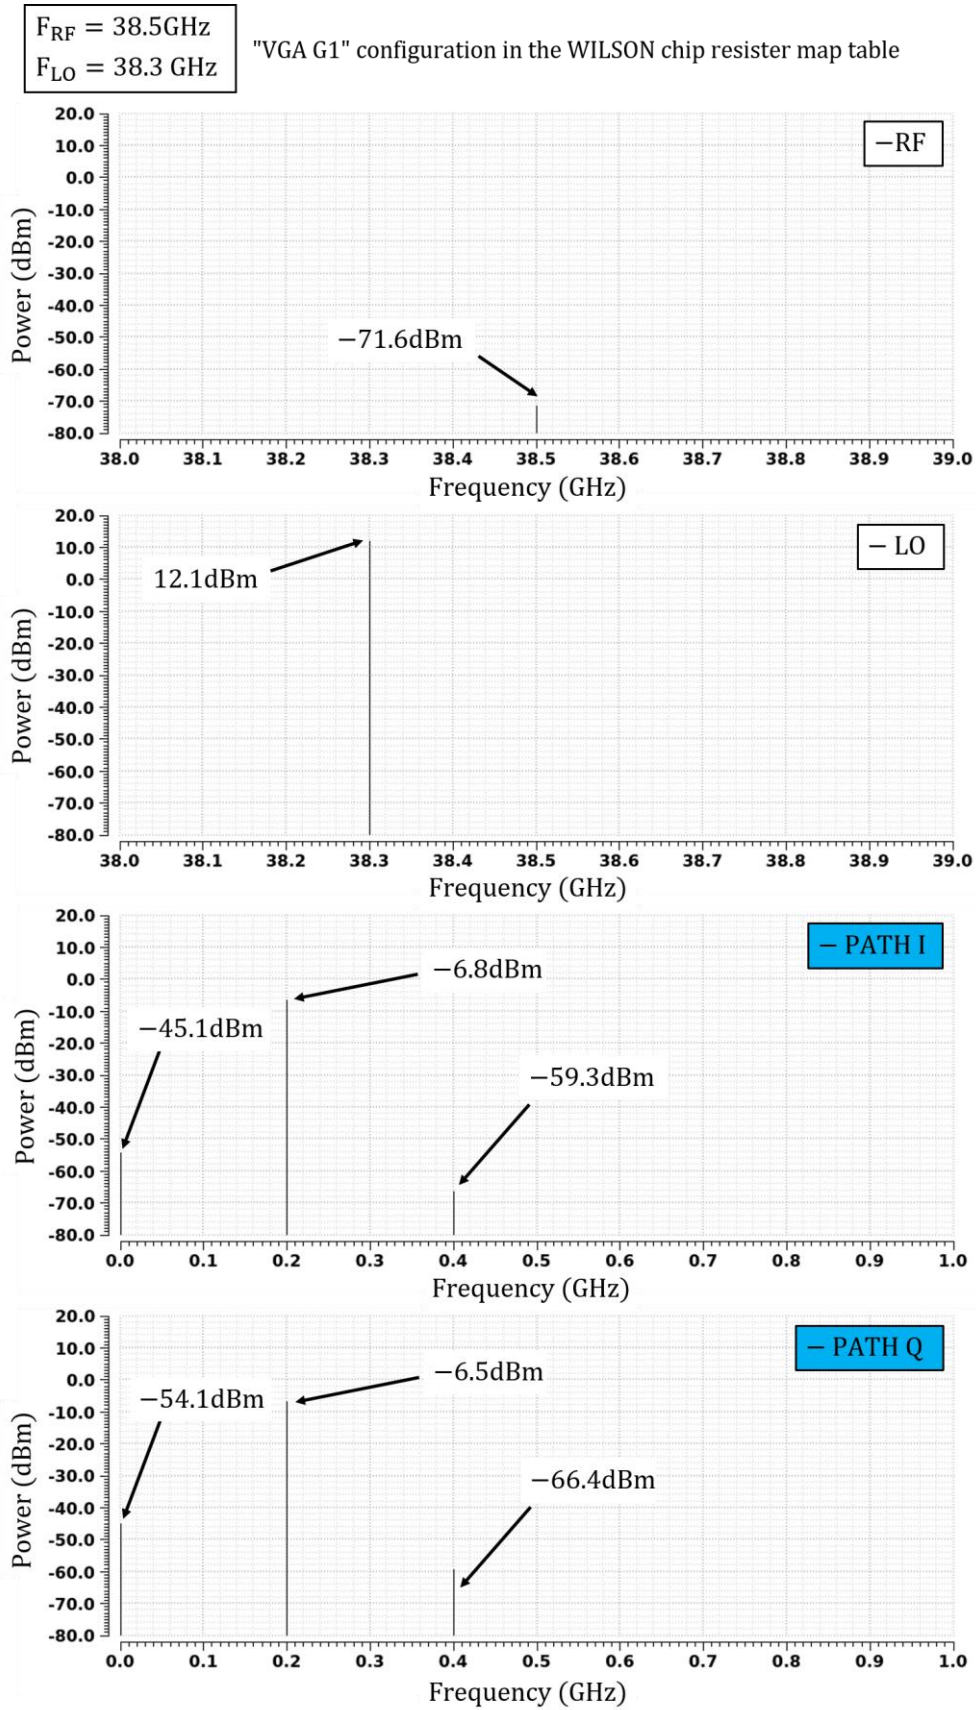 F_RF = 38.5GHz
F_LO = 38.3 GHz
"VGA G1" configuration in the WILSON chip resister map table
20.0
10.0
0.0
-10.0
-20.0
-30.0
-40.0
-50.0
-60.0
-70.0
-80.0
Power (dBm)
−RF
−71.6dBm
38.0 38.1 38.2 38.3 38.4 38.5 38.6 38.7 38.8 38.9 39.0
Frequency (GHz)
20.0
10.0
0.0
-10.0
-20.0
-30.0
-40.0
-50.0
-60.0
-70.0
-80.0
Power (dBm)
− LO
12.1dBm
38.0 38.1 38.2 38.3 38.4 38.5 38.6 38.7 38.8 38.9 39.0
Frequency (GHz)
20.0
10.0
0.0
-10.0
-20.0
-30.0
-40.0
-50.0
-60.0
-70.0
-80.0
Power (dBm)
− PATH I
−6.8dBm
−45.1dBm
−59.3dBm
0.0 0.1 0.2 0.3 0.4 0.5 0.6 0.7 0.8 0.9 1.0
Frequency (GHz)
20.0
10.0
0.0
-10.0
-20.0
-30.0
-40.0
-50.0
-60.0
-70.0
-80.0
Power (dBm)
− PATH Q
−6.5dBm
−54.1dBm
−66.4dBm
0.0 0.1 0.2 0.3 0.4 0.5 0.6 0.7 0.8 0.9 1.0
Frequency (GHz)